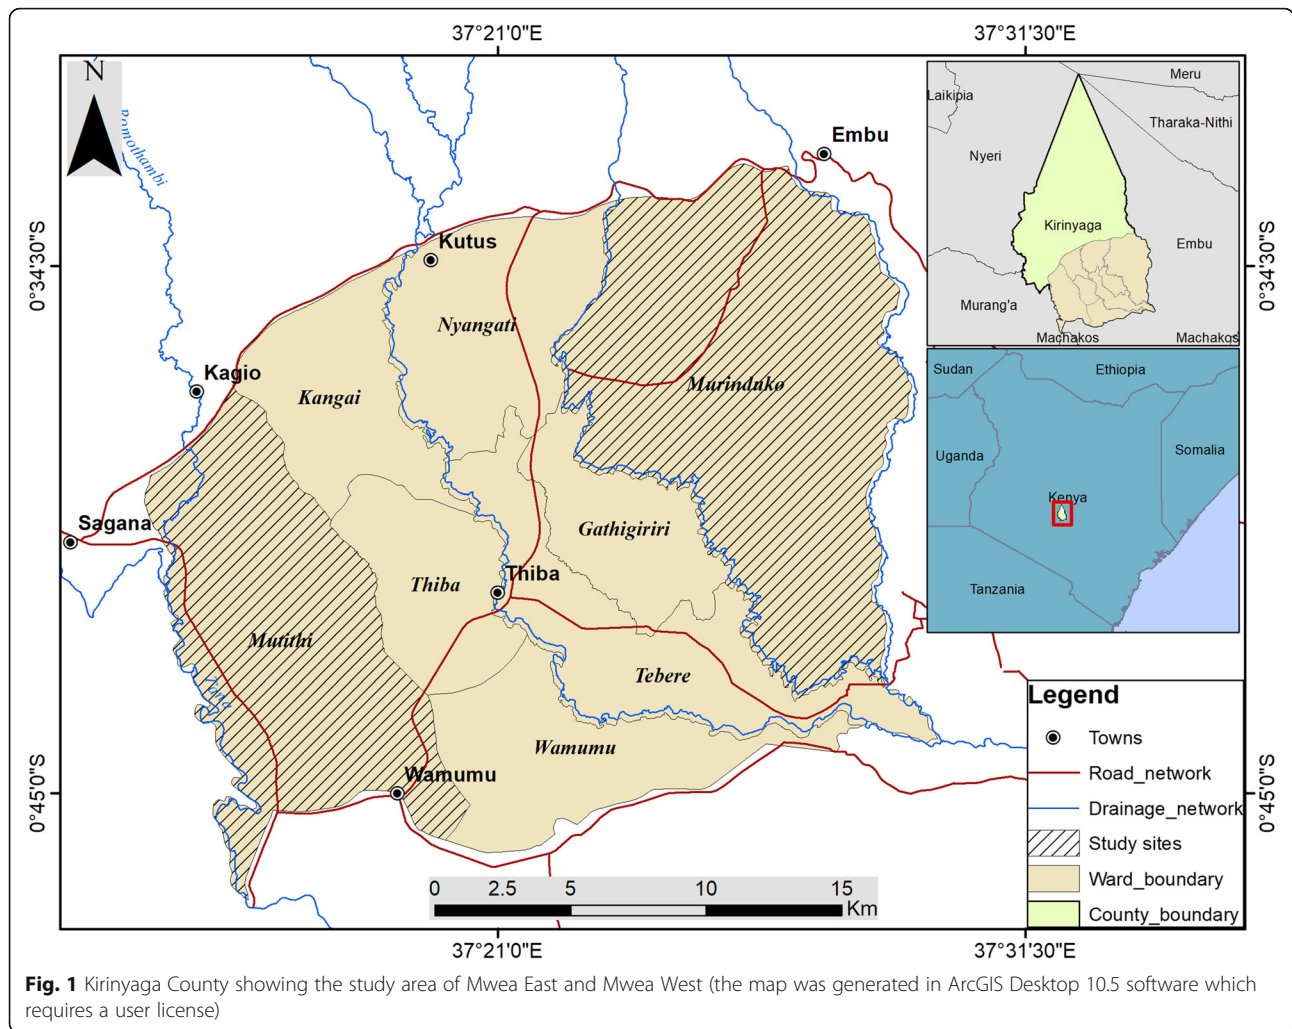 37°21'0"E
37°31'30"E
N
Embu
Kutus
0°34'30"S
0°34'30"S
Nyangati
Kagio
Kangai
Murinduko
Sagana
Gathigiriri
Thiba
Thiba
Mutithi
Tebere
Tana
Wamumu
Wamumu
0°45'0"S
0°45'0"S
0 2.5 5 10 15
Km
37°21'0"E
37°31'30"E
Meru
Laikipia
Tharaka-Nithi
Nyeri
Kirinyaga
Embu
Murang'a
Machakos
Machakos
Sudan
Ethiopia
Uganda
Somalia
Kenya
Tanzania
Legend
Towns
Road_network
Drainage_network
Study sites
Ward_boundary
County_boundary
Fig. 1 Kirinyaga County showing the study area of Mwea East and Mwea West (the map was generated in ArcGIS Desktop 10.5 software which
requires a user license)